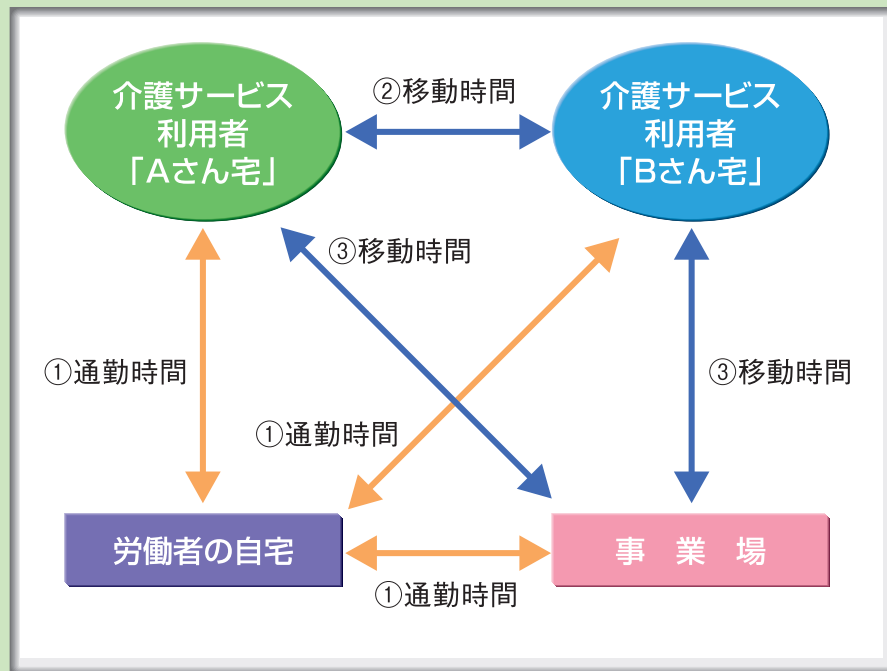 介護サービス
利用者
「Aさん宅」
②移動時間
介護サービス
利用者
「Bさん宅」
③移動時間
①通勤時間
③移動時間
①通勤時間
労働者の自宅
事 業 場
①通勤時間